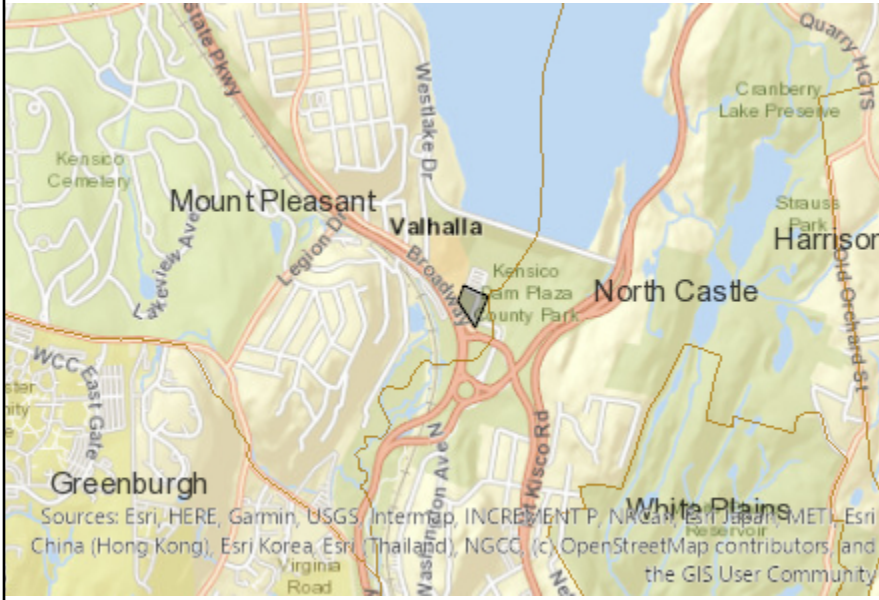 State Pkwy
Quarry HGTS
Cranberry
Lake Preserve
Westlake Dr
Kensico
Cemetery
Mount Pleasant
Strauss
Park
Valhalla
Harrison
Legion Dr
Lakeview Ave
Broadway
Kensico
Dam Plaza
County Park
North Castle
Old Orchard St
WCC East Gate
Greenburgh
N Washington Ave
Kisco Rd
White Plains
Reservoir
Sources: Esri, HERE, Garmin, USGS, Intermap, INCREMENT P, NRCan, Esri Japan, METI, Esri
China (Hong Kong), Esri Korea, Esri (Thailand), NGCC, (c) OpenStreetMap contributors, and
the GIS User Community
Virginia
Road